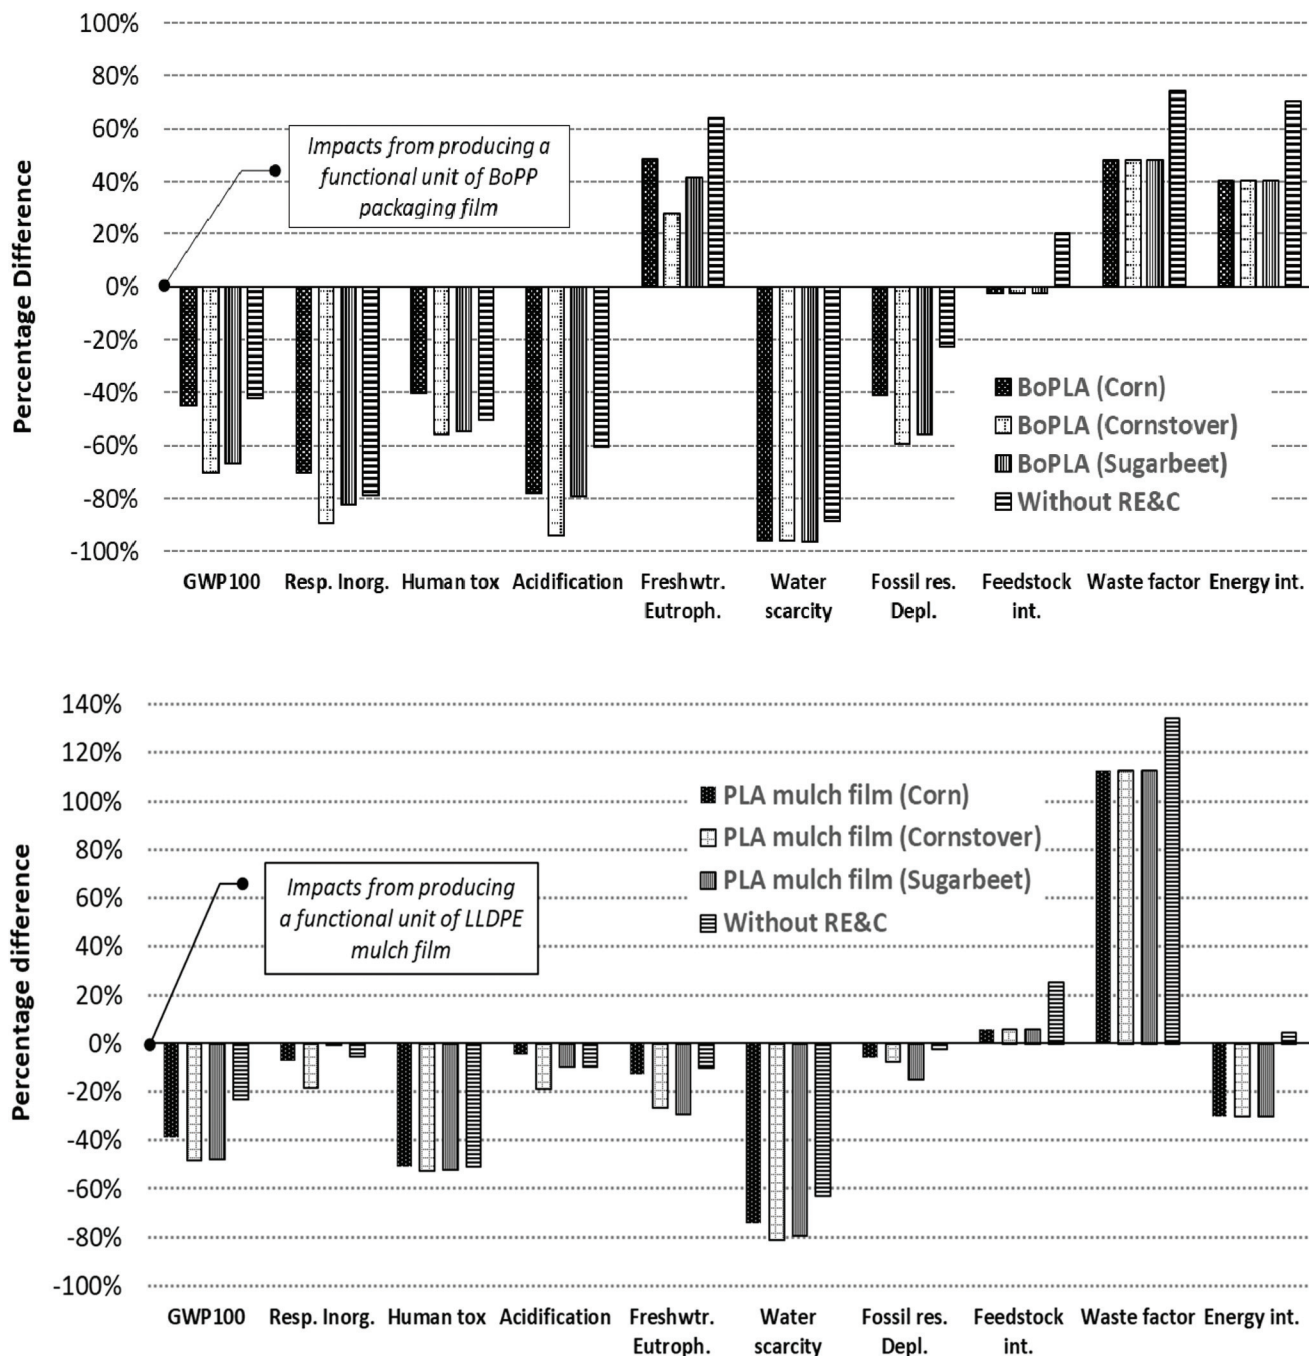 100%
80%
60%
40%
20%
0%
-20%
-40%
-60%
-80%
-100%
Percentage Difference
Impacts from producing a
functional unit of BoPP
packaging film
BoPLA (Corn)
BoPLA (Cornstover)
BoPLA (Sugarbeet)
Without RE&C
GWP100 Resp. Inorg. Human tox Acidification Freshwtr. Water Fossil res. Feedstock Waste factor Energy int.
Eutroph. scarcity Depl. int.
140%
120%
100%
80%
60%
40%
20%
0%
-20%
-40%
-60%
-80%
-100%
Percentage difference
Impacts from producing
a functional unit of LLDPE
mulch film
PLA mulch film (Corn)
PLA mulch film (Cornstover)
PLA mulch film (Sugarbeet)
Without RE&C
GWP100 Resp. Inorg. Human tox Acidification Freshwtr. Water Fossil res. Feedstock Waste factor Energy int.
Eutroph. scarcity Depl. int.